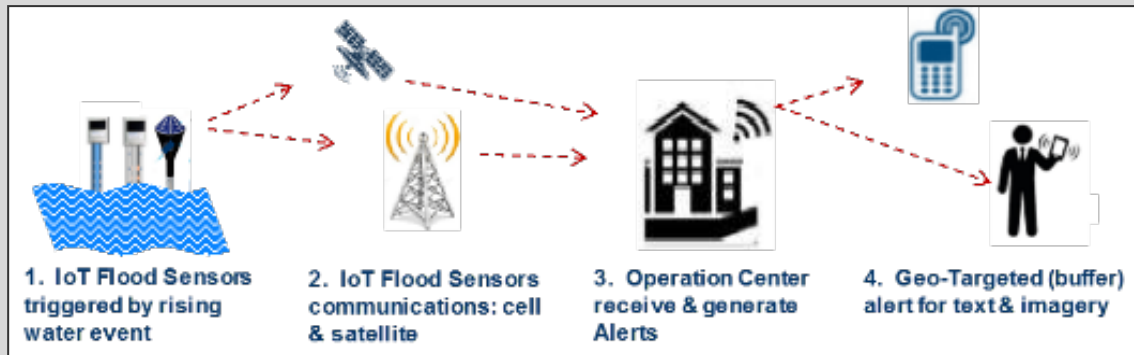 1. IoT Flood Sensors
triggered by rising
water event
2. IoT Flood Sensors
communications: cell
& satellite
3. Operation Center
receive & generate
Alerts
4. Geo-Targeted (buffer)
alert for text & imagery